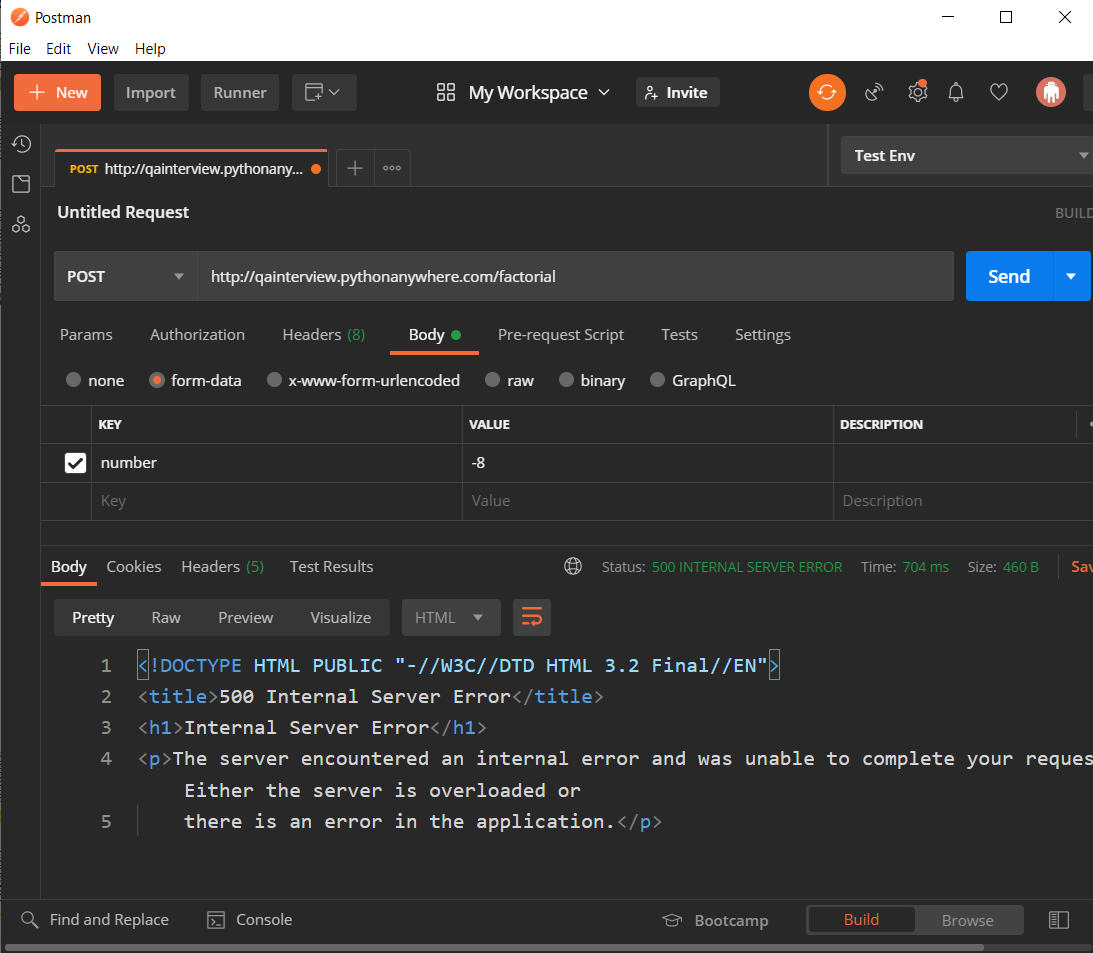 Postman
File Edit View Help
+ New Import Runner My Workspace Invite
POST http://qainterview.pythonany... Test Env
Untitled Request BUILD
POST http://qainterview.pythonanywhere.com/factorial Send
Params Authorization Headers (8) Body Pre-request Script Tests Settings
none form-data x-www-form-urlencoded raw binary GraphQL
KEY VALUE DESCRIPTION
number -8
Key Value Description
Body Cookies Headers (5) Test Results Status: 500 INTERNAL SERVER ERROR Time: 704 ms Size: 460 B Sav
Pretty Raw Preview Visualize HTML
1 <!DOCTYPE HTML PUBLIC "-//W3C//DTD HTML 3.2 Final//EN">
2 <title>500 Internal Server Error</title>
3 <h1>Internal Server Error</h1>
4 <p>The server encountered an internal error and was unable to complete your reques
Either the server is overloaded or
5 there is an error in the application.</p>
Find and Replace Console Bootcamp Build Browse